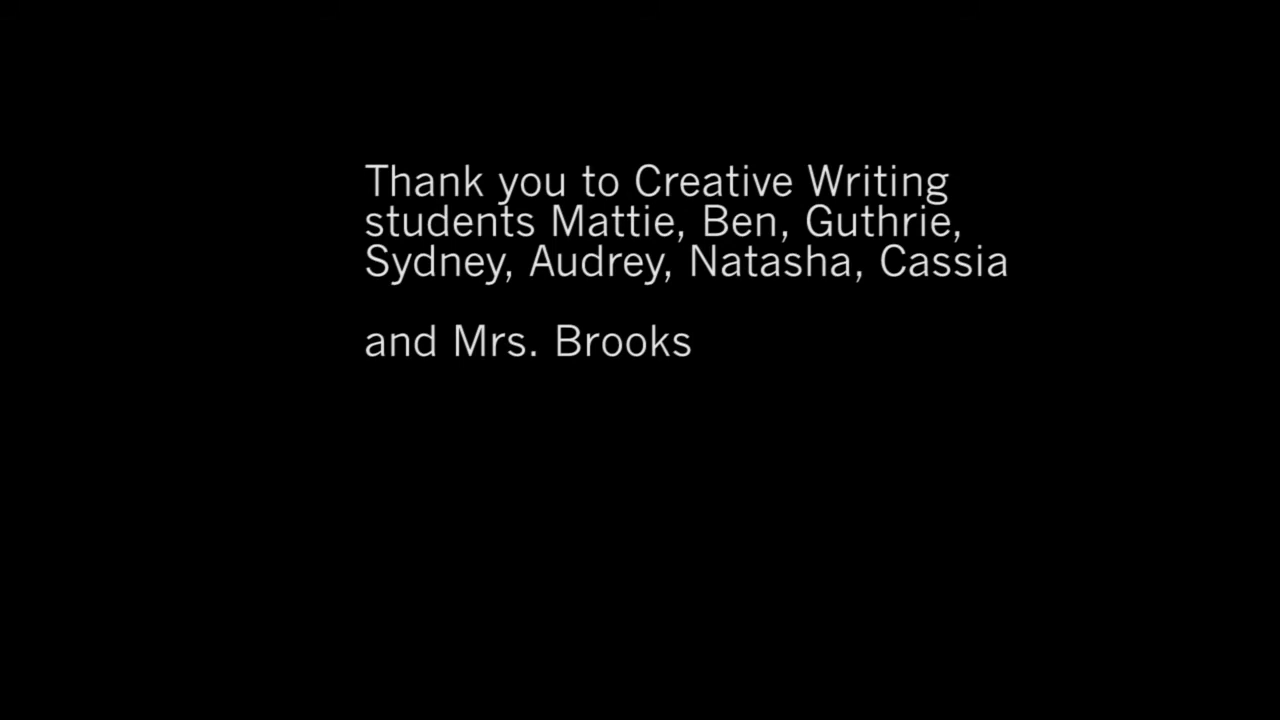 Thank you to Creative Writing
students Mattie, Ben, Guthrie,
Sydney, Audrey, Natasha, Cassia
and Mrs. Brooks